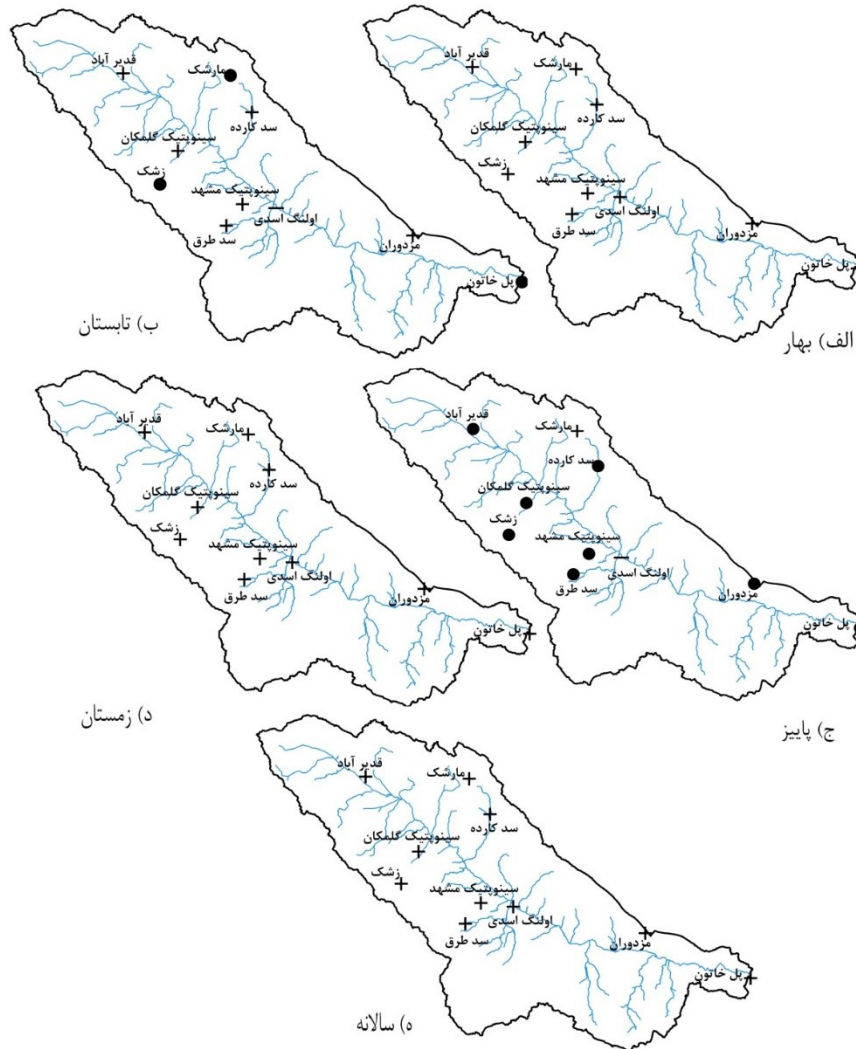 قدیر آباد
مارشک
سد کارده
سینوپتیک گلمکان
زشک
سینوپتیک مشهد
اولنگ اسدی
سد طرق
مزدوران
پل خاتون
الف) بهار
قدیر آباد
مارشک
سد کارده
سینوپتیک گلمکان
زشک
سینوپتیک مشهد
اولنگ اسدی
سد طرق
مزدوران
پل خاتون
ب) تابستان
قدیر آباد
مارشک
سد کارده
سینوپتیک گلمکان
زشک
سینوپتیک مشهد
اولنگ اسدی
سد طرق
مزدوران
پل خاتون
ج) پاییز
قدیر آباد
مارشک
سد کارده
سینوپتیک گلمکان
زشک
سینوپتیک مشهد
اولنگ اسدی
سد طرق
مزدوران
پل خاتون
د) زمستان
قدیر آباد
مارشک
سد کارده
سینوپتیک گلمکان
زشک
سینوپتیک مشهد
اولنگ اسدی
سد طرق
مزدوران
پل خاتون
ه) سالانه